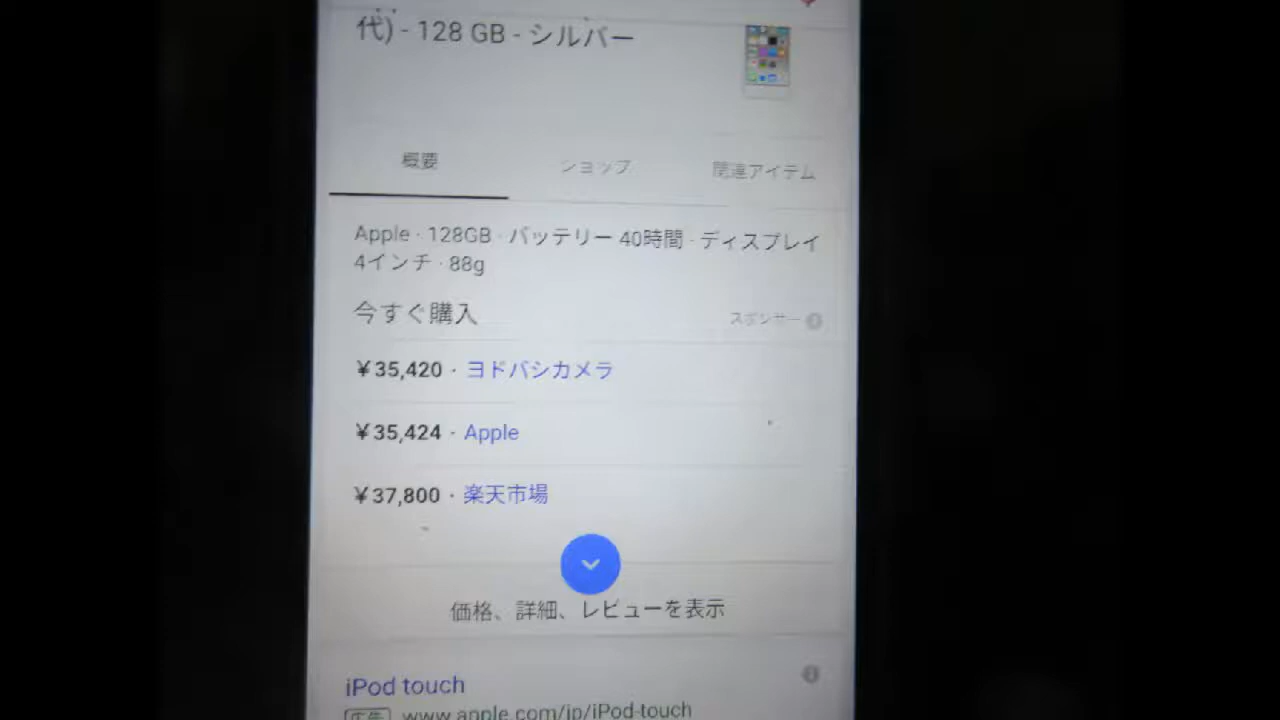 代) - 128 GB - シルバー
概要
ショップ
関連アイテム
Apple · 128GB · バッテリー 40時間 · ディスプレイ
4インチ · 88g
今すぐ購入
スポンサー
¥35,420 · ヨドバシカメラ
¥35,424 · Apple
¥37,800 · 楽天市場
価格、詳細、レビューを表示
iPod touch
広告 www.apple.com/jp/iPod-touch